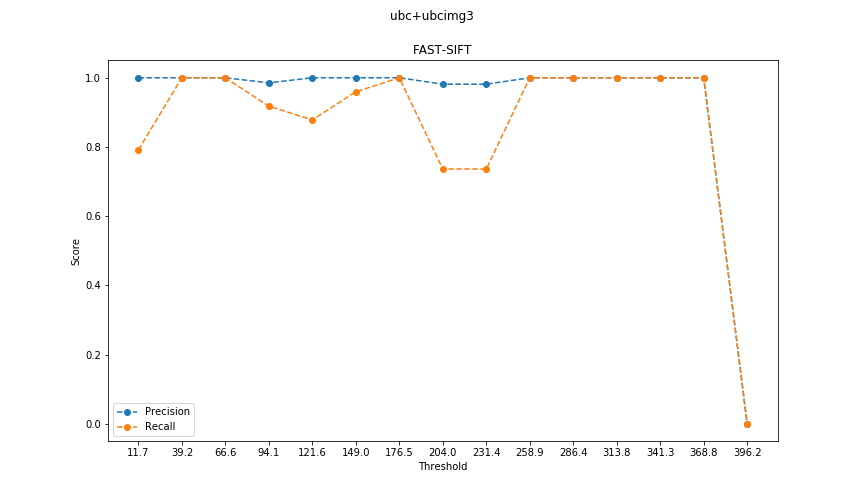 ubc+ubcimg3
FAST-SIFT
1.0
0.8
0.6
0.4
0.2
0.0
Score
Precision
Recall
11.7 39.2 66.6 94.1 121.6 149.0 176.5 204.0 231.4 258.9 286.4 313.8 341.3 368.8 396.2
Threshold